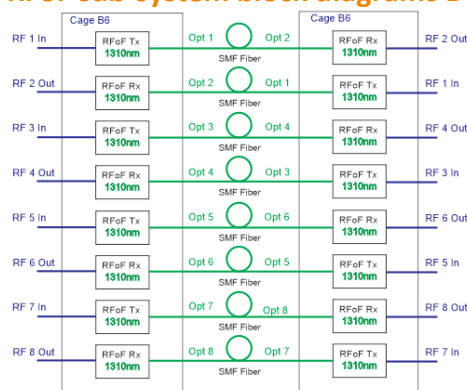 RFoF Sub-System block diagrams B
Cage B6 Cage B6
RF 1 In RFoF Tx 1310nm Opt 1 SMF Fiber Opt 2 RFoF Rx 1310nm RF 2 Out
RF 2 Out RFoF Rx 1310nm Opt 2 SMF Fiber Opt 1 RFoF Tx 1310nm RF 1 In
RF 3 In RFoF Tx 1310nm Opt 3 SMF Fiber Opt 4 RFoF Rx 1310nm RF 4 Out
RF 4 Out RFoF Rx 1310nm Opt 4 SMF Fiber Opt 3 RFoF Tx 1310nm RF 3 In
RF 5 In RFoF Tx 1310nm Opt 5 SMF Fiber Opt 6 RFoF Rx 1310nm RF 6 Out
RF 6 Out RFoF Rx 1310nm Opt 6 SMF Fiber Opt 5 RFoF Tx 1310nm RF 5 In
RF 7 In RFoF Tx 1310nm Opt 7 SMF Fiber Opt 8 RFoF Rx 1310nm RF 8 Out
RF 8 Out RFoF Rx 1310nm Opt 8 SMF Fiber Opt 7 RFoF Tx 1310nm RF 7 In